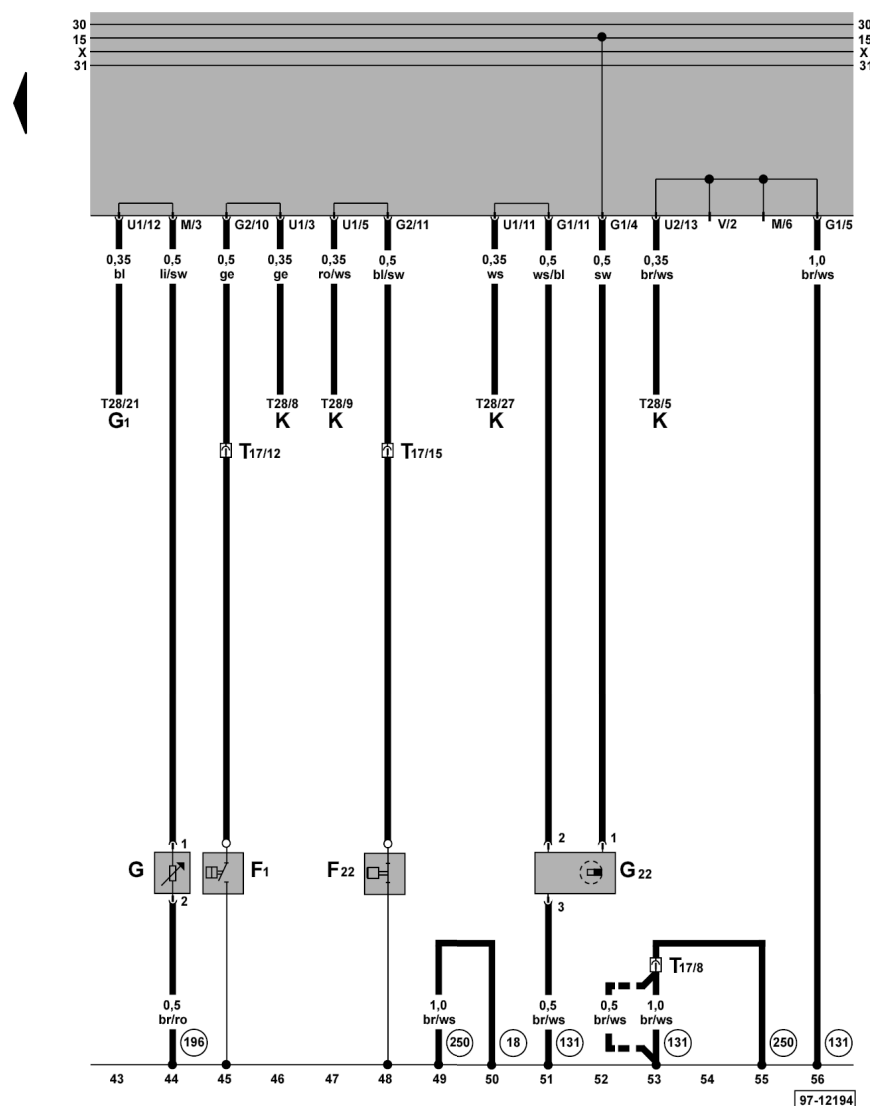 30 30
15 15
X X
31 31
U1/12 M/3 G2/10 U1/3 U1/5 G2/11 U1/11 G1/11 G1/4 U2/13 V/2 M/6 G1/5
0,35 0,5 0,5 0,35 0,35 0,5 0,35 0,5 0,5 0,35 1,0
bl li/sw ge ge ro/ws bl/sw ws ws/bl sw br/ws br/ws
T28/21 T28/8 T28/9 T28/27 T28/5
G1 K K K K
T17/12 T17/15
1 2 1
G F1 F22 G22
2 3
T17/8
0,5 1,0 0,5 0,5 1,0
br/ro br/ws br/ws br/ws br/ws
196 250 18 131 131 250 131
43 44 45 46 47 48 49 50 51 52 53 54 55 56
97-12194